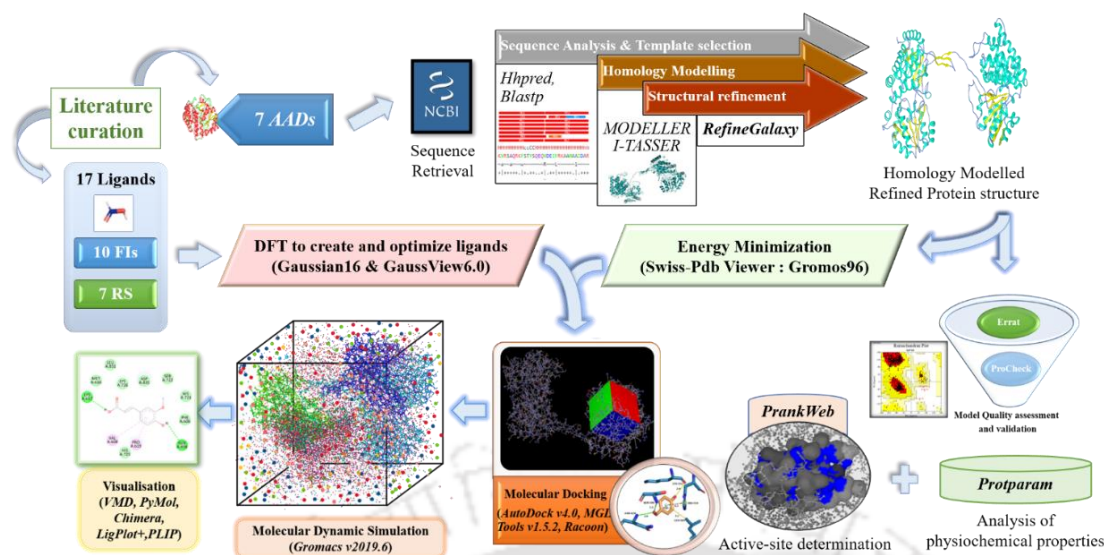 Literature
curation
7 AADs
NCBI
Sequence
Retrieval
Sequence Analysis & Template selection
Hhpred,
Blastp
Homology Modelling
MODELLER
I-TASSER
Structural refinement
RefineGalaxy
Homology Modelled
Refined Protein structure
17 Ligands
10 FIs
7 RS
DFT to create and optimize ligands
(Gaussian16 & GaussView6.0)
Energy Minimization
(Swiss-Pdb Viewer : Gromos96)
Errat
ProCheck
Model Quality assessment
and validation
Visualisation
(VMD, PyMol,
Chimera,
LigPlot+,PLIP)
Molecular Dynamic Simulation
(Gromacs v2019.6)
Molecular Docking
(AutoDock v4.0, MGL
Tools v1.5.2, Racoon)
PrankWeb
Active-site determination
Protparam
Analysis of
physiochemical properties